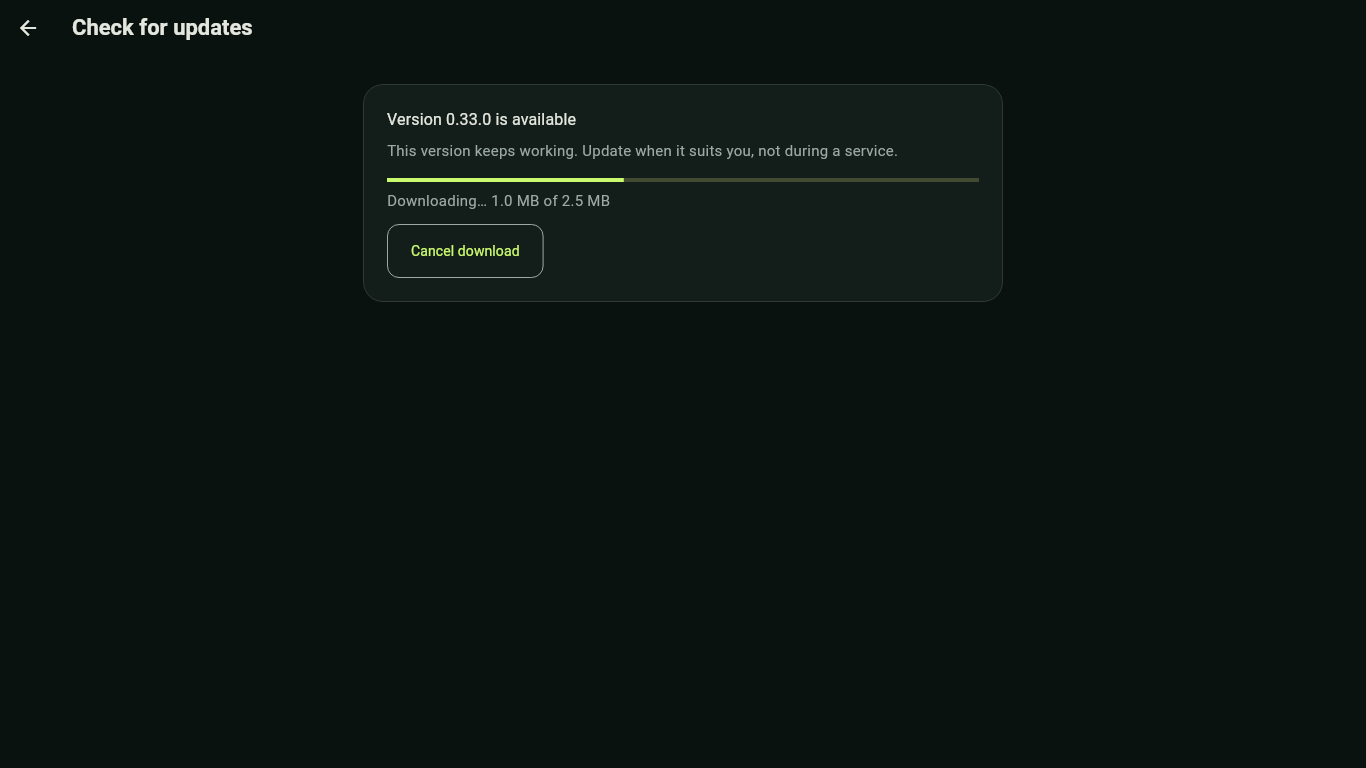 Check for updates
Version 0.33.0 is available
This version keeps working. Update when it suits you, not during a service.
Downloading… 1.0 MB of 2.5 MB
Cancel download